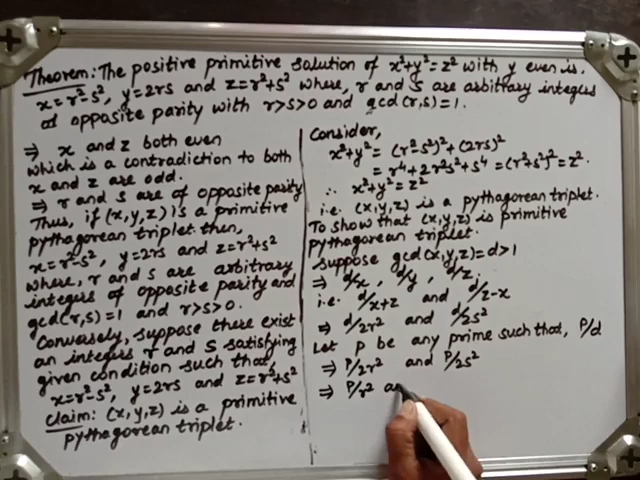 Theorem: The positive primitive solution of x²+y²=z² with y even is,
x=r²-s², y=2rs and z=r²+s² where, r and s are arbitrary integers
of opposite parity with r>s>0 and gcd(r,s)=1.
⇒ x and z both even
which is a contradiction to both
x and z are odd.
⇒ r and s are of opposite parity
Thus, if (x,y,z) is a primitive
pythagorean triplet then,
x=r²-s², y=2rs and z=r²+s²
where, r and s are arbitrary
integers of opposite parity and
gcd(r,s)=1 and r>s>0.
Conversely, suppose there exist
an integers r and s satisfying
given condition such that,
x=r²-s², y=2rs and z=r²+s²
Claim: (x,y,z) is a primitive
pythagorean triplet.
Consider,
x²+y² = (r²-s²)²+(2rs)²
= r⁴+2r²s²+s⁴ = (r²+s²)² = z².
∴ x²+y²=z²
i.e. (x,y,z) is a pythagorean triplet.
To show that (x,y,z) is primitive
pythagorean triplet.
suppose gcd(x,y,z)=d>1
⇒ d/x, d/y, d/z.
i.e. d/x+z and d/z-x
⇒ d/2r² and d/2s²
Let p be any prime such that, p/d
⇒ p/2r² and p/2s²
⇒ p/r² a